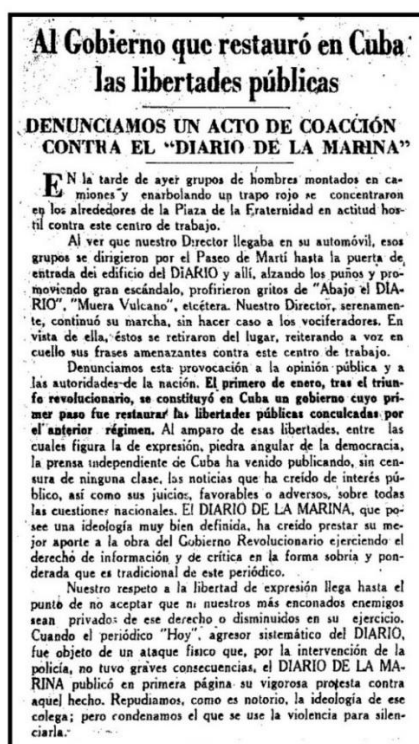 Al Gobierno que restauró en Cuba
las libertades públicas
DENUNCIAMOS UN ACTO DE COACCIÓN
CONTRA EL "DIARIO DE LA MARINA"
EN la tarde de ayer grupos de hombres montados en ca-
miones y enarbolando un trapo rojo se concentraron
en los alrededores de la Plaza de la Fraternidad en actitud hos-
til contra este centro de trabajo.
Al ver que nuestro Director llegaba en su automóvil, esos
grupos se dirigieron por el Paseo de Martí hasta la puerta de
entrada del edificio del DIARIO y allí, alzando los puños y pro-
moviendo gran escándalo, profirieron gritos de "Abajo el DIA-
RIO", "Muera Vulcano", etcétera. Nuestro Director, serenamen-
te, continuó su marcha, sin hacer caso a los vociferadores. En
vista de ella, éstos se retiraron del lugar, reiterando a voz en
cuello sus frases amenazantes contra este centro de trabajo.
Denunciamos esta provocación a la opinión pública y a
las autoridades de la nación. El primero de enero, tras el triun-
fo revolucionario, se constituyó en Cuba un gobierno cuyo pri-
mer paso fue restaurar las libertades públicas conculcadas por
el anterior régimen. Al amparo de esas libertades, entre las
cuales figura la de expresión, piedra angular de la democracia,
la prensa independiente de Cuba ha venido publicando, sin cen-
sura de ninguna clase, las noticias que ha creído de interés pú-
blico, así como sus juicios, favorables o adversos, sobre todas
las cuestiones nacionales. El DIARIO DE LA MARINA, que po-
see una ideología muy bien definida, ha creído prestar su me-
jor aporte a la obra del Gobierno Revolucionario ejerciendo el
derecho de información y de crítica en la forma sobria y pon-
derada que es tradicional de este periódico.
Nuestro respeto a la libertad de expresión llega hasta el
punto de no aceptar que ni nuestros más enconados enemigos
sean privados de ese derecho o disminuidos en su ejercicio.
Cuando el periódico "Hoy", agresor sistemático del DIARIO,
fue objeto de un ataque físico que, por la intervención de la
policía, no tuvo graves consecuencias, el DIARIO DE LA MA-
RINA publicó en primera página su vigorosa protesta contra
aquel hecho. Repudiamos, como es notorio, la ideología de ese
colega; pero condenamos el que se use la violencia para silen-
ciarla.